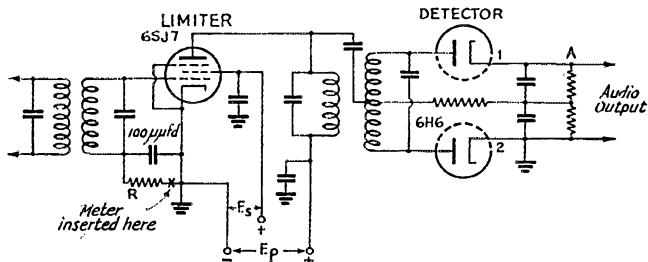 LIMITER
6SJ7
DETECTOR
1
A
Audio
Output
6H6
2
100μμfd
R
Meter
inserted here
Es
+
- Ep +